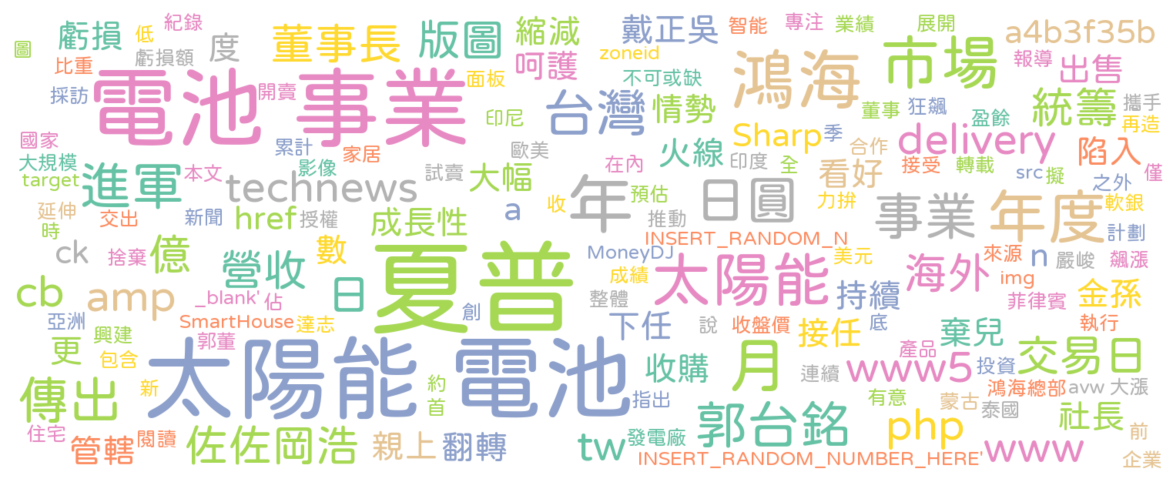 圖 虧損 低 紀錄 董事長 版圖 縮減 戴正吳 智能 專注 業績 展開 a4b3f35b
比重 虧損額 度 呵護 zoneid 鴻海 市場 報導 出售
採訪 電池 事業 開賣 面板 印尼 台灣 情勢 不可或缺 董事 狂飆 盈餘 統籌 攜手
國家 累計 家居 歐美 火線 Sharp 季 合作 delivery 再造
大規模 進軍 本文 影像 試賣 大幅 在內 印度 全 看好 接受 轉載 陷入 僅
target technews 年 預估 日圓 力拚 src 擬 之外
延伸 交出 新聞 href 授權 成長性 a 收 推動 事業 年度 軟銀
時 ck 捨棄 億 營收 數 夏普 MoneyDJ INSERT_RANDOM_N 美元 海外 來源 n 計劃 嚴峻 飆漲
cb amp _blank' 佔 日 成績 整體 太陽能 持續 img 菲律賓 金孫
亞洲 SmartHouse 達志 創 下任 說 收盤價 接任 底 棄兒 執行
更 興建 郭董 太陽能 電池 收購 月 產品 交易日
包含 新 約 連續 www5 投資 鴻海總部 avw 大漲
傳出 首 指出 郭台銘 有意 蒙古 泰國 社長
住宅 管轄 閱讀 佐佐岡浩 親上 翻轉 tw 發電廠 php www 前
INSERT_RANDOM_NUMBER_HERE' 企業